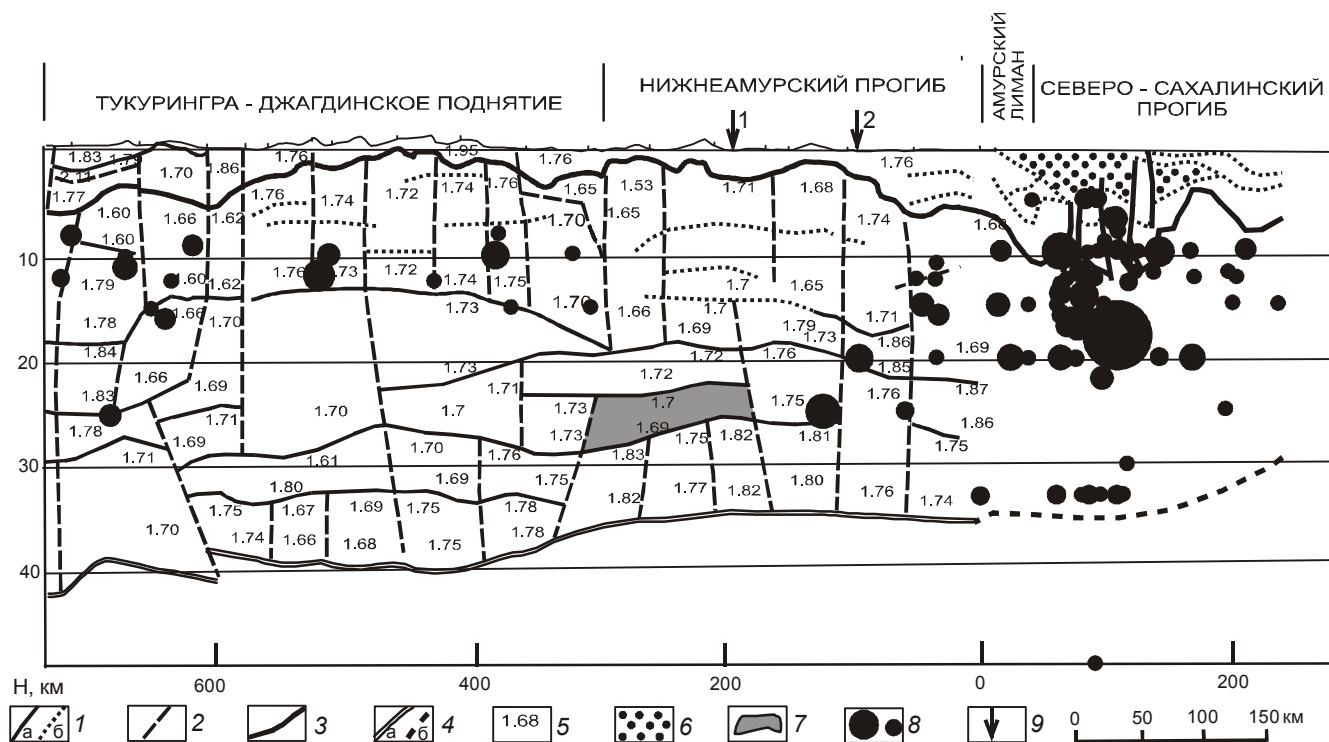 ТУКУРИНГРА - ДЖАГДИНСКОЕ ПОДНЯТИЕ
НИЖНЕАМУРСКИЙ ПРОГИБ
АМУРСКИЙ
ЛИМАН
СЕВЕРО - САХАЛИНСКИЙ
ПРОГИБ
1 2
1.83 1.70 1.86 1.76 1.95 1.76 1.76
2.11
1.77 1.76 1.72 1.74 1.76 1.65 1.53 1.71 1.68
1.60 1.66 1.62 1.74 1.70 1.65 1.74 1.68
1.60
10
1.79 1.60 1.62 1.76 1.73 1.72 1.74 1.75 1.70 1.7 1.65
1.78 1.66 1.70 1.73 1.66 1.69 1.7 1.79 1.73 1.71
1.84 1.72 1.76 1.86 1.69
20
1.83 1.66 1.69 1.73 1.71 1.72 1.85 1.87
1.78 1.71 1.70 1.7 1.73 1.7 1.75 1.76 1.86
1.71 1.69 1.61 1.70 1.76 1.73 1.69 1.75 1.82 1.81 1.75
30
1.80 1.69 1.75 1.83 1.77 1.82 1.80 1.76 1.74
1.75 1.67 1.69 1.75 1.78 1.82
1.70 1.74 1.66 1.68 1.75 1.78
40
Н, км 600 400 200 0 200
а б 1 2 3 а б 4 1.68 5 6 7 8 9 0 50 100 150 км